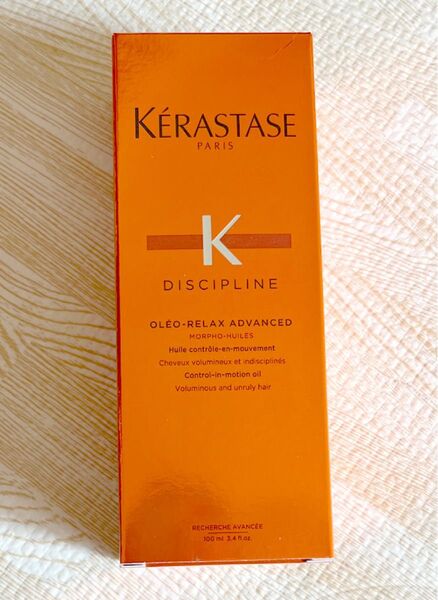 KÉRASTASE
PARIS
K
DISCIPLINE
OLÉO-RELAX ADVANCED
MORPHO-HUILES
Huile contrôle-en-mouvement
Cheveux volumineux et indisciplinés
Control-in-motion oil
Voluminous and unruly hair
RECHERCHE AVANCÉE
100 ml 3.4 fl.oz.